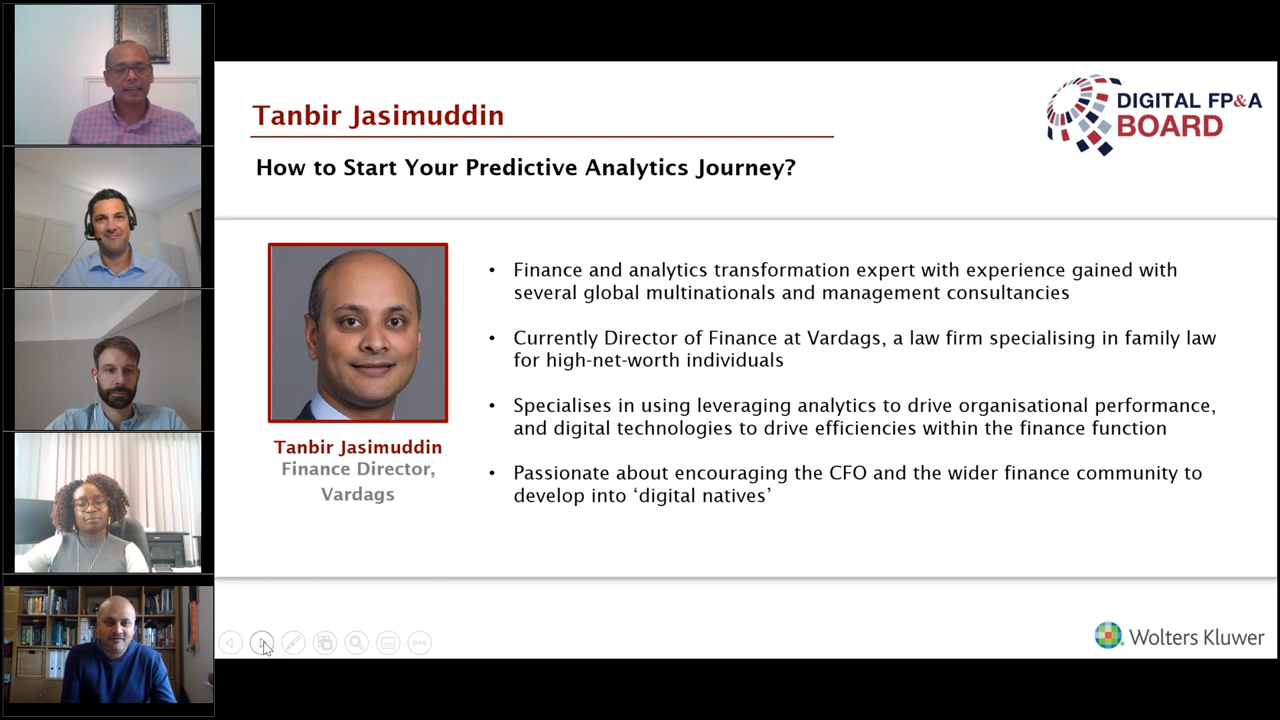 Tanbir Jasimuddin
How to Start Your Predictive Analytics Journey?
DIGITAL FP&A
BOARD
Tanbir Jasimuddin
Finance Director,
Vardags
• Finance and analytics transformation expert with experience gained with
several global multinationals and management consultancies
• Currently Director of Finance at Vardags, a law firm specialising in family law
for high-net-worth individuals
• Specialises in using leveraging analytics to drive organisational performance,
and digital technologies to drive efficiencies within the finance function
• Passionate about encouraging the CFO and the wider finance community to
develop into ‘digital natives’
Wolters Kluwer